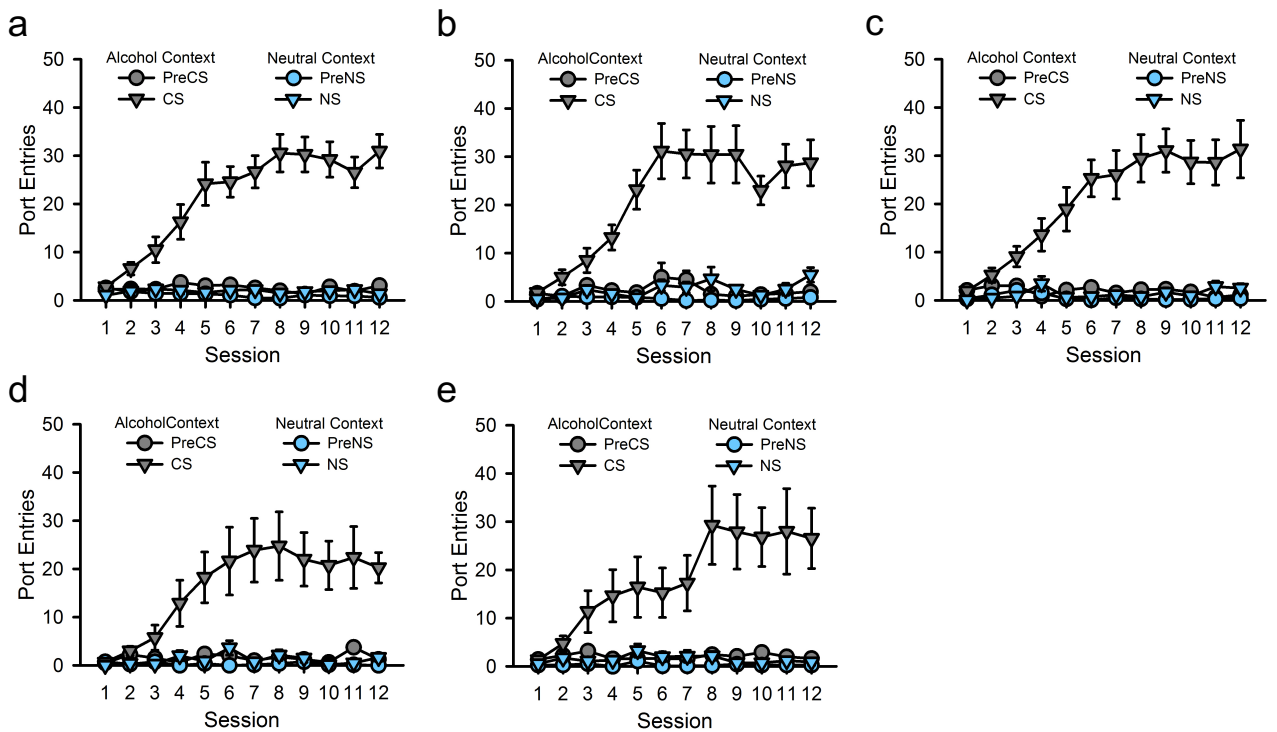 a
Alcohol Context Neutral Context
PreCS PreNS
CS NS
Port Entries
50
40
30
20
10
0
1 2 3 4 5 6 7 8 9 10 11 12
Session
b
AlcoholContext Neutral Context
PreCS PreNS
CS NS
Port Entries
50
40
30
20
10
0
1 2 3 4 5 6 7 8 9 10 11 12
Session
c
Alcohol Context Neutral Context
PreCS PreNS
CS NS
Port Entries
50
40
30
20
10
0
1 2 3 4 5 6 7 8 9 10 11 12
Session
d
AlcoholContext Neutral Context
PreCS PreNS
CS NS
Port Entries
50
40
30
20
10
0
1 2 3 4 5 6 7 8 9 10 11 12
Session
e
AlcoholContext Neutral Context
PreCS PreNS
CS NS
Port Entries
50
40
30
20
10
0
1 2 3 4 5 6 7 8 9 10 11 12
Session